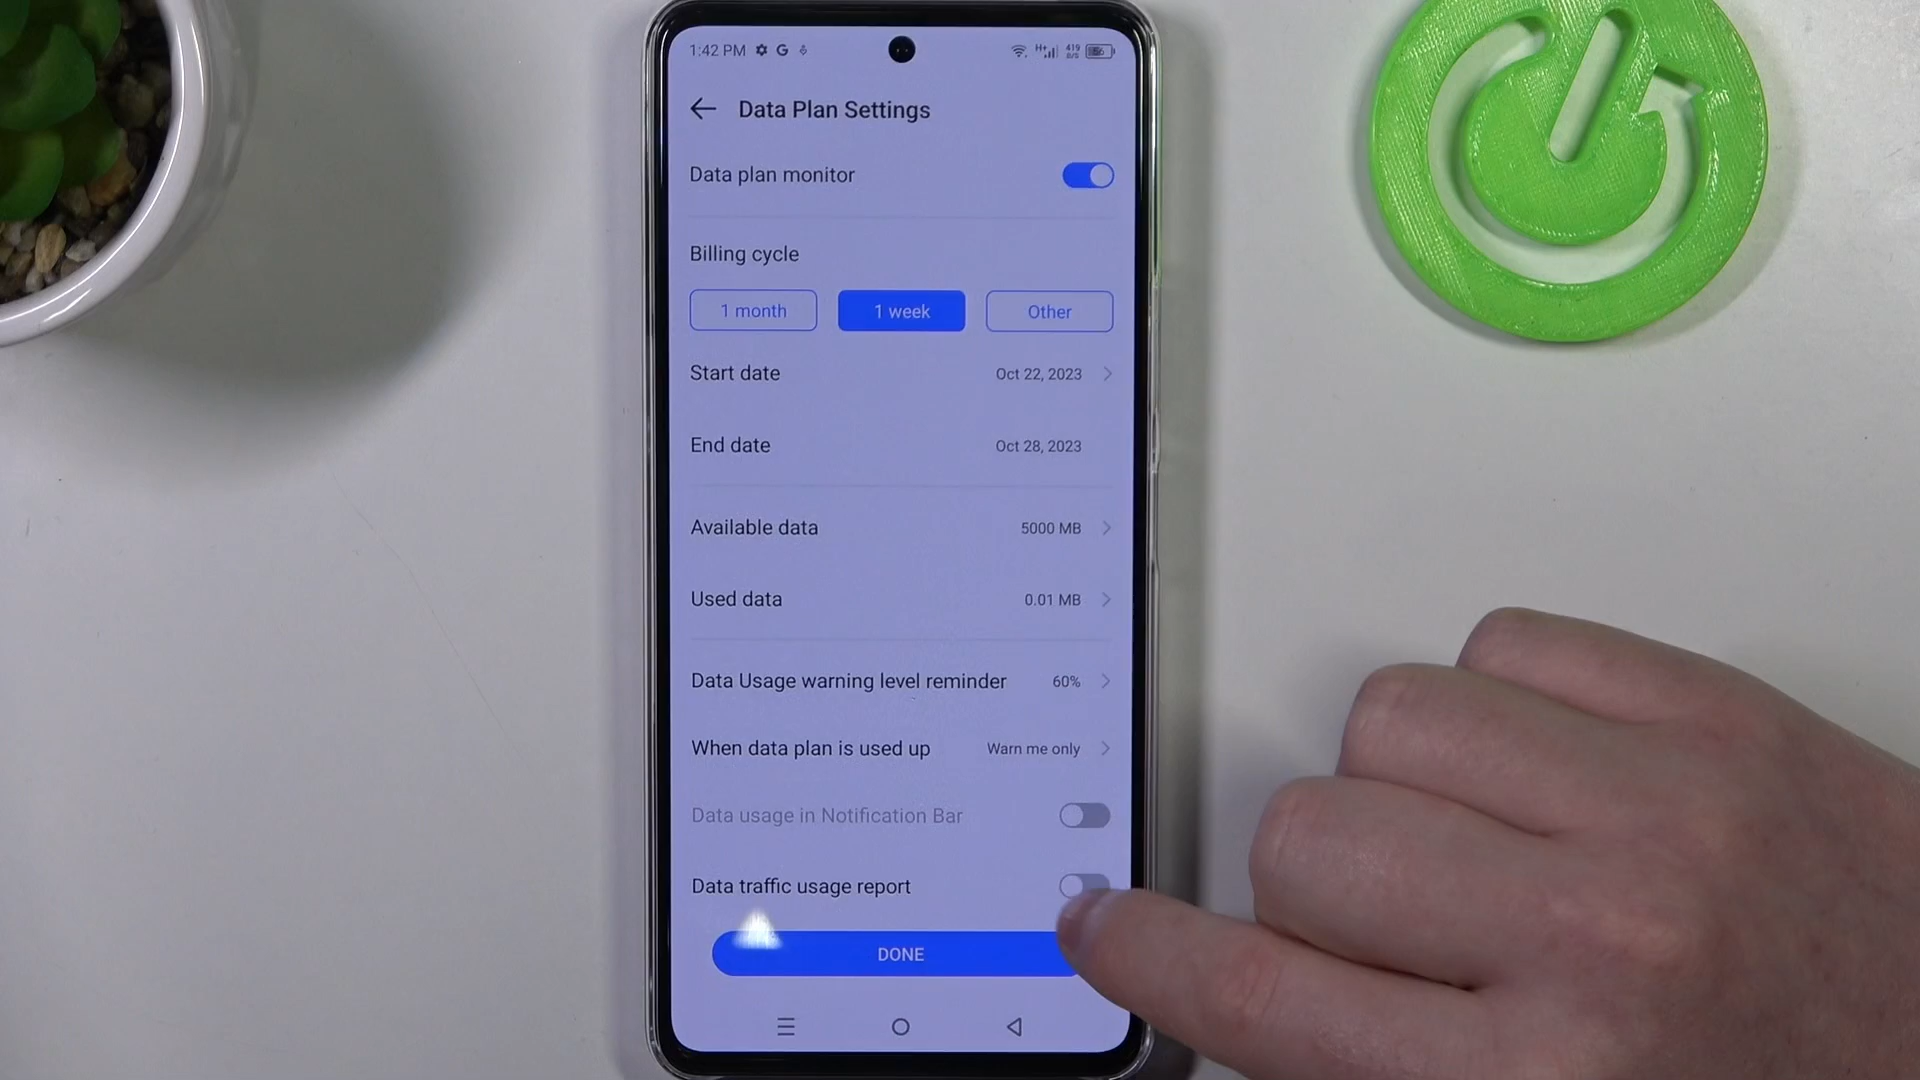 1:42 PM G H+ 419 B/S 56
Data Plan Settings
Data plan monitor
Billing cycle
1 month 1 week Other
Start date Oct 22, 2023
End date Oct 28, 2023
Available data 5000 MB
Used data 0.01 MB
Data Usage warning level reminder 60%
When data plan is used up Warn me only
Data usage in Notification Bar
Data traffic usage report
DONE